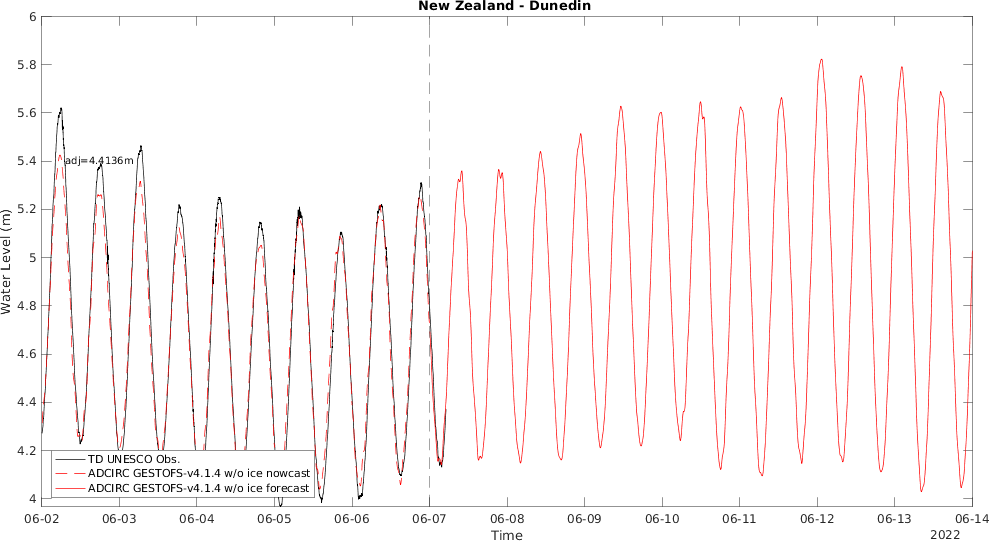 New Zealand - Dunedin
6
5.8
5.6
5.4
5.2
5
4.8
4.6
4.4
4.2
4
Water Level (m)
adj=4.4136m
TD UNESCO Obs.
ADCIRC GESTOFS-v4.1.4 w/o ice nowcast
ADCIRC GESTOFS-v4.1.4 w/o ice forecast
06-02 06-03 06-04 06-05 06-06 06-07 06-08 06-09 06-10 06-11 06-12 06-13 06-14
Time
2022